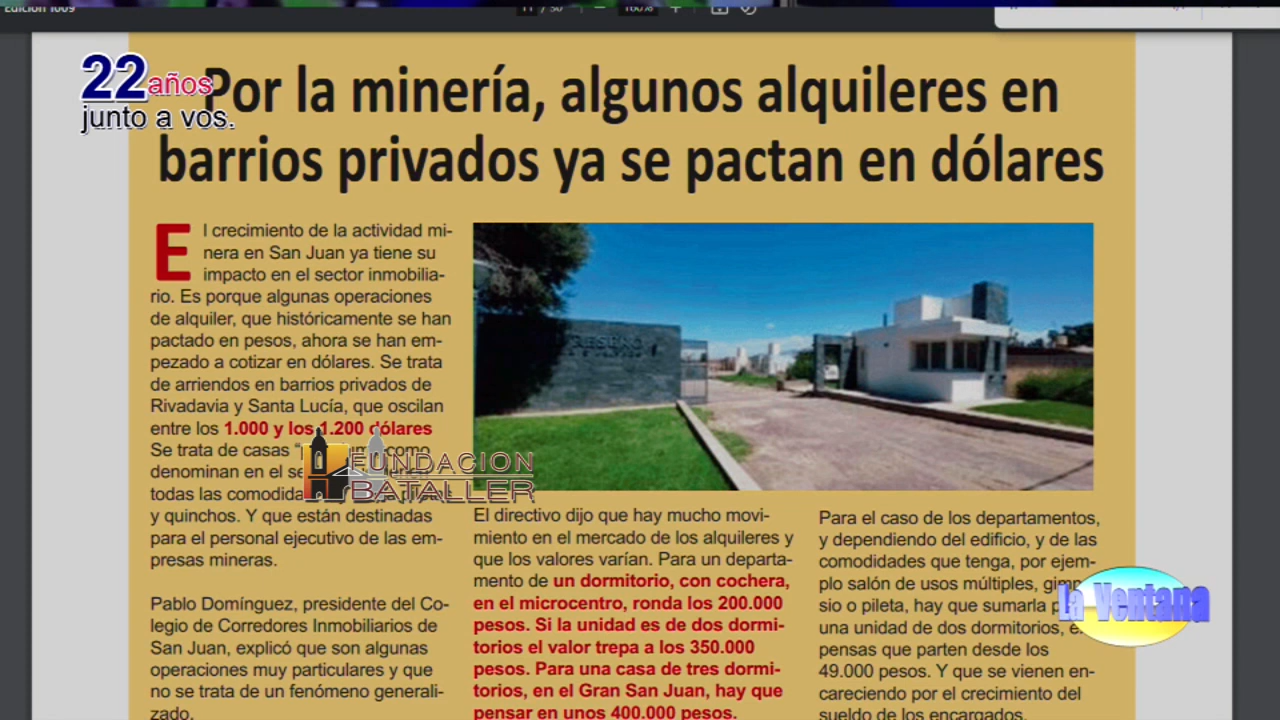 Edición 1009
11 / 50
160%
22 años
junto a vos.
Por la minería, algunos alquileres en
barrios privados ya se pactan en dólares
El crecimiento de la actividad mi-
nera en San Juan ya tiene su
impacto en el sector inmobilia-
rio. Es porque algunas operaciones
de alquiler, que históricamente se han
pactado en pesos, ahora se han em-
pezado a cotizar en dólares. Se trata
de arriendos en barrios privados de
Rivadavia y Santa Lucía, que oscilan
entre los 1.000 y los 1.200 dólares
Se trata de casas como
denominan en el
todas las
y quinchos. Y que están destinadas
para el personal ejecutivo de las em-
presas mineras.
Pablo Domínguez, presidente del Co-
legio de Corredores Inmobiliarios de
San Juan, explicó que son algunas
operaciones muy particulares y que
no se trata de un fenómeno generali-
zado.
FUNDACION
BATALLER
El directivo dijo que hay mucho movi-
miento en el mercado de los alquileres y
que los valores varían. Para un departa-
mento de un dormitorio, con cochera,
en el microcentro, ronda los 200.000
pesos. Si la unidad es de dos dormi-
torios el valor trepa a los 350.000
pesos. Para una casa de tres dormi-
torios, en el Gran San Juan, hay que
pensar en unos 400.000 pesos.
Para el caso de los departamentos,
y dependiendo del edificio, y de las
comodidades que tenga, por ejem-
plo salón de usos múltiples,
sio o pileta, hay que sumarla
una unidad de dos dormitorios,
pensas que parten desde los
49.000 pesos. Y que se vienen en-
careciendo por el crecimiento del
sueldo de los encargados.
la Ventana